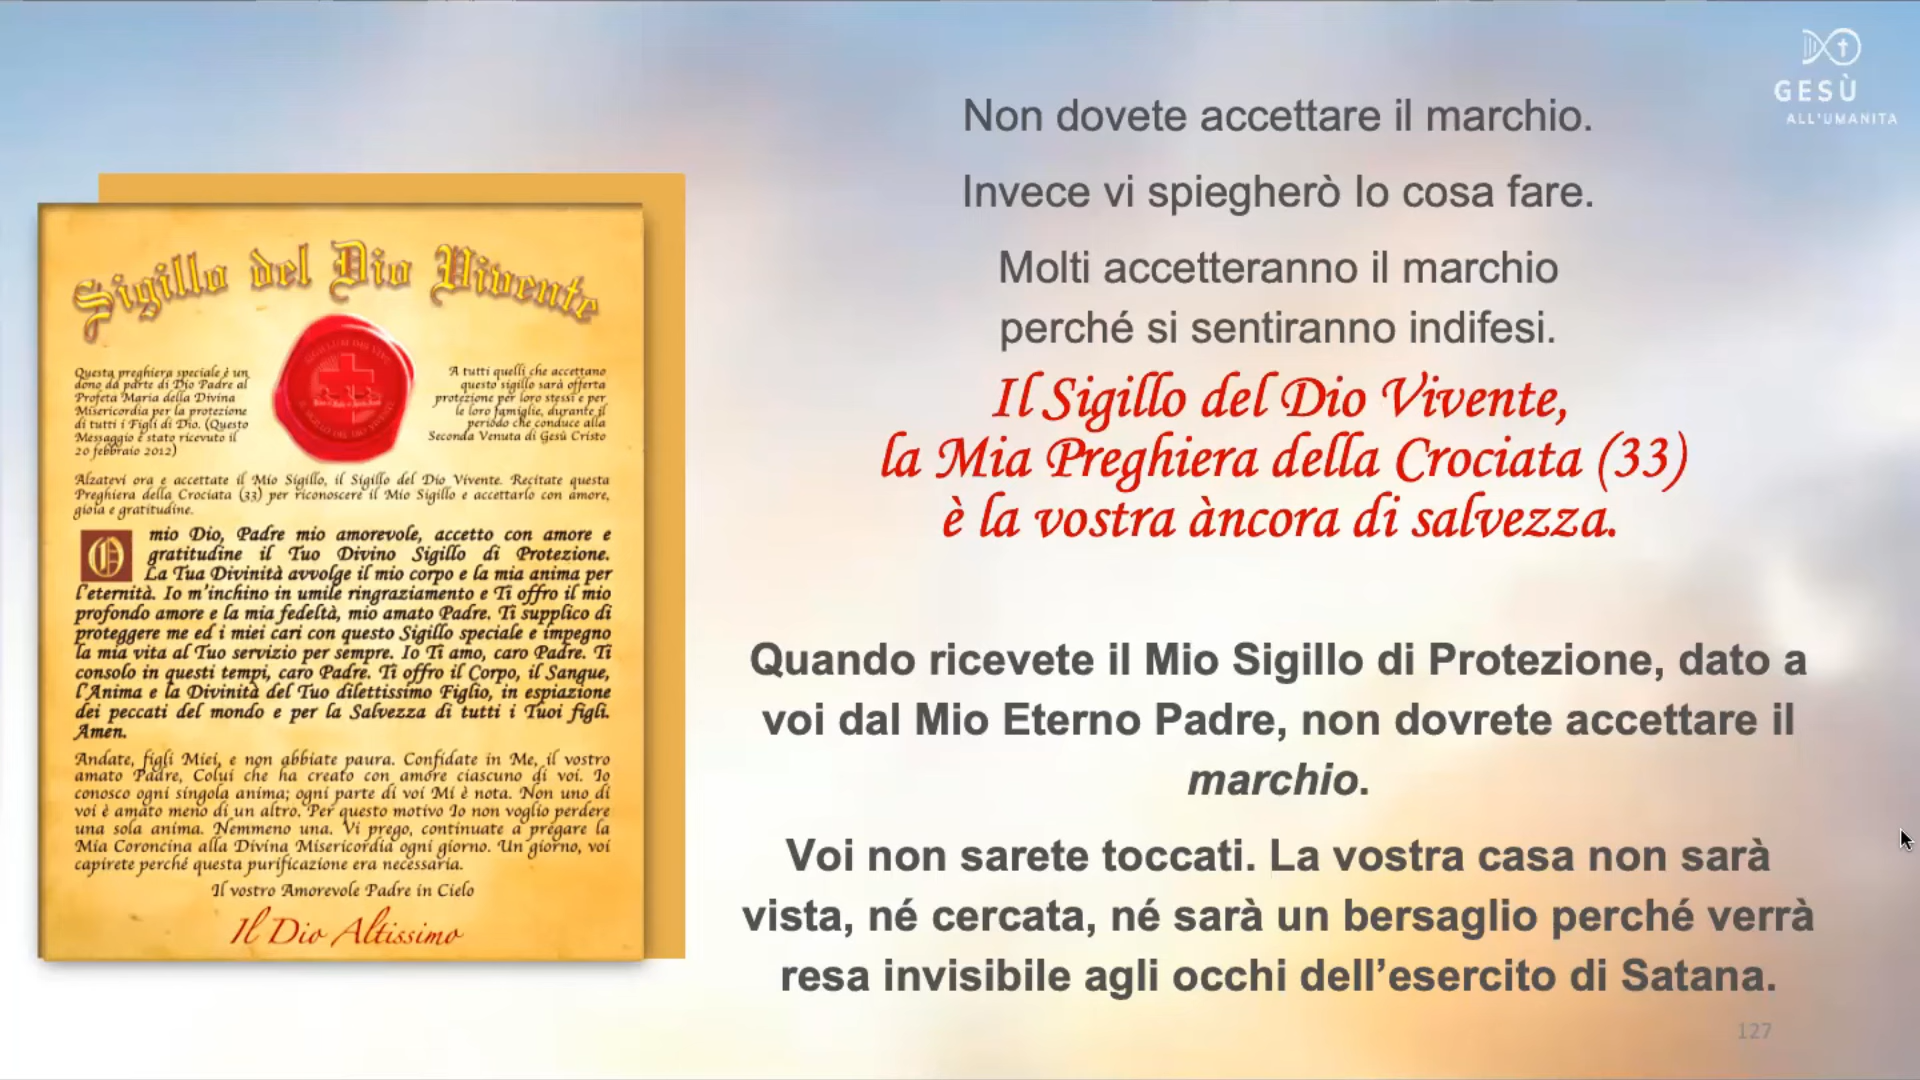 GESÙ
ALL'UMANITA
Sigillo del Dio Vivente
Questa preghiera speciale è un
dono da parte di Dio Padre al
Profeta Maria della Divina
Misericordia per la protezione
di tutti i Figli di Dio. (Questo
Messaggio è stato ricevuto il
20 febbraio 2012)
A tutti quelli che accettano
questo sigillo sarà offerta
protezione per loro stessi e per
le loro famiglie, durante il
periodo che conduce alla
Seconda Venuta di Gesù Cristo
Alzatevi ora e accettate il Mio Sigillo, il Sigillo del Dio Vivente. Recitate questa
Preghiera della Crociata (33) per riconoscere il Mio Sigillo e accettarlo con amore,
gioia e gratitudine.
O mio Dio, Padre mio amorevole, accetto con amore e
gratitudine il Tuo Divino Sigillo di Protezione.
La Tua Divinità avvolge il mio corpo e la mia anima per
l'eternità. Io m'inchino in umile ringraziamento e Ti offro il mio
profondo amore e la mia fedeltà, mio amato Padre. Ti supplico di
proteggere me ed i miei cari con questo Sigillo speciale e impegno
la mia vita al Tuo servizio per sempre. Io Ti amo, caro Padre. Ti
consolo in questi tempi, caro Padre. Ti offro il Corpo, il Sangue,
l'Anima e la Divinità del Tuo dilettissimo Figlio, in espiazione
dei peccati del mondo e per la Salvezza di tutti i Tuoi figli.
Amen.
Andate, figli Miei, e non abbiate paura. Confidate in Me, il vostro
amato Padre, Colui che ha creato con amore ciascuno di voi. Io
conosco ogni singola anima; ogni parte di voi Mi è nota. Non uno di
voi è amato meno di un altro. Per questo motivo Io non voglio perdere
una sola anima. Nemmeno una. Vi prego, continuate a pregare la
Mia Coroncina alla Divina Misericordia ogni giorno. Un giorno, voi
capirete perché questa purificazione era necessaria.
Il vostro Amorevole Padre in Cielo
Il Dio Altissimo
Non dovete accettare il marchio.
Invece vi spiegherò Io cosa fare.
Molti accetteranno il marchio
perché si sentiranno indifesi.
Il Sigillo del Dio Vivente,
la Mia Preghiera della Crociata (33)
è la vostra àncora di salvezza.
Quando ricevete il Mio Sigillo di Protezione, dato a
voi dal Mio Eterno Padre, non dovrete accettare il
marchio.
Voi non sarete toccati. La vostra casa non sarà
vista, né cercata, né sarà un bersaglio perché verrà
resa invisibile agli occhi dell’esercito di Satana.
127